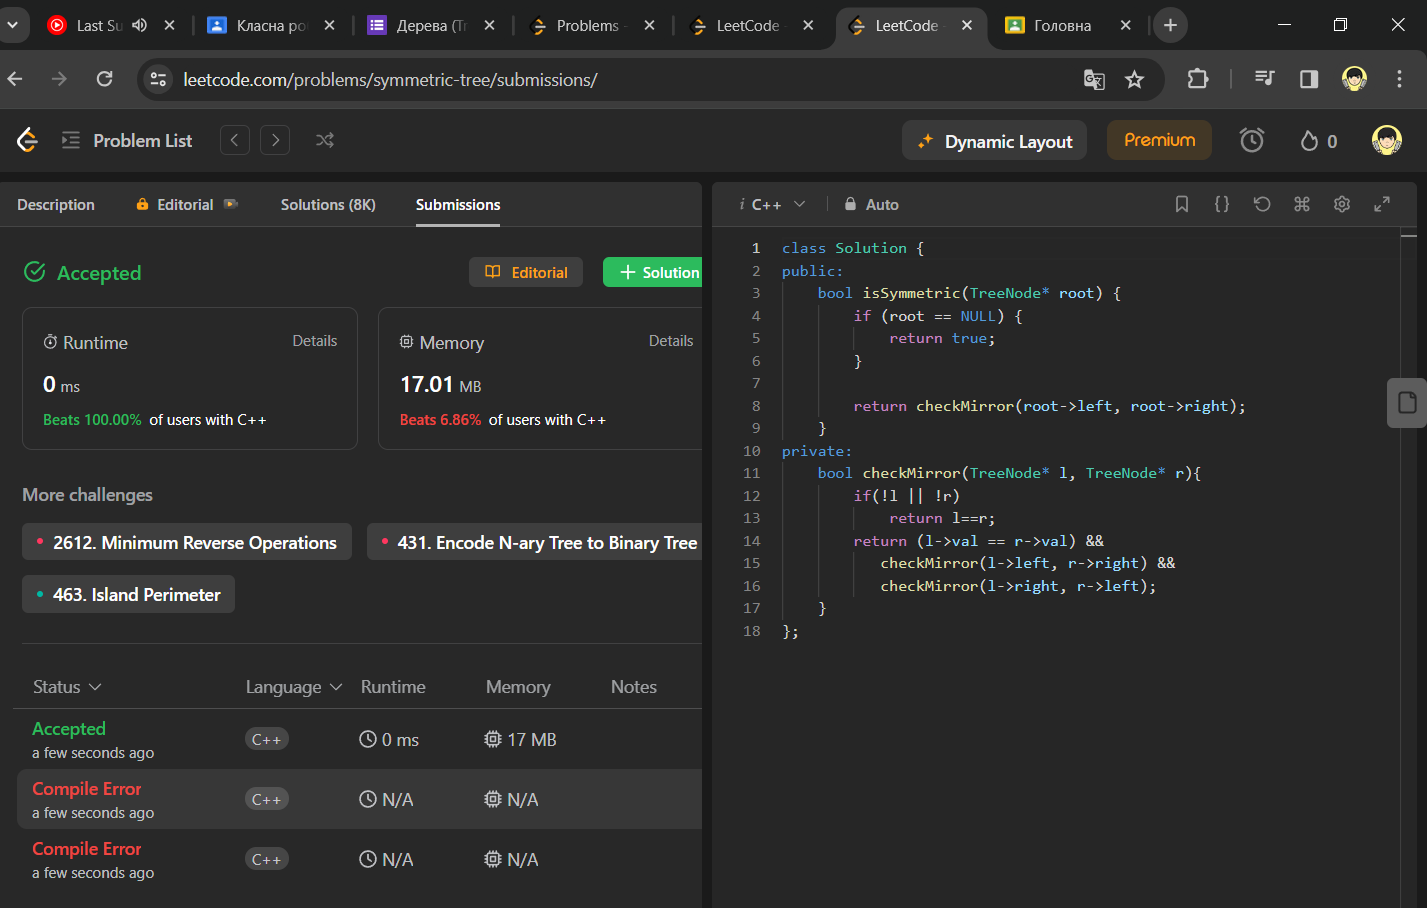 Last Su
Класна ро
Дерева (Т
Problems -
LeetCode -
LeetCode -
Головна
leetcode.com/problems/symmetric-tree/submissions/
Problem List
Dynamic Layout
Premium
0
Description
Editorial
Solutions (8K)
Submissions
Accepted
Editorial
Solution
Runtime
Details
0 ms
Beats 100.00% of users with C++
Memory
Details
17.01 MB
Beats 6.86% of users with C++
More challenges
2612. Minimum Reverse Operations
431. Encode N-ary Tree to Binary Tree
463. Island Perimeter
Status Language Runtime Memory Notes
Accepted
a few seconds ago
C++
0 ms
17 MB
Compile Error
a few seconds ago
C++
N/A
N/A
Compile Error
a few seconds ago
C++
N/A
N/A
i C++
Auto
1 class Solution {
2 public:
3 bool isSymmetric(TreeNode* root) {
4 if (root == NULL) {
5 return true;
6 }
7
8 return checkMirror(root->left, root->right);
9 }
10 private:
11 bool checkMirror(TreeNode* l, TreeNode* r){
12 if(!l || !r)
13 return l==r;
14 return (l->val == r->val) &&
15 checkMirror(l->left, r->right) &&
16 checkMirror(l->right, r->left);
17 }
18 };